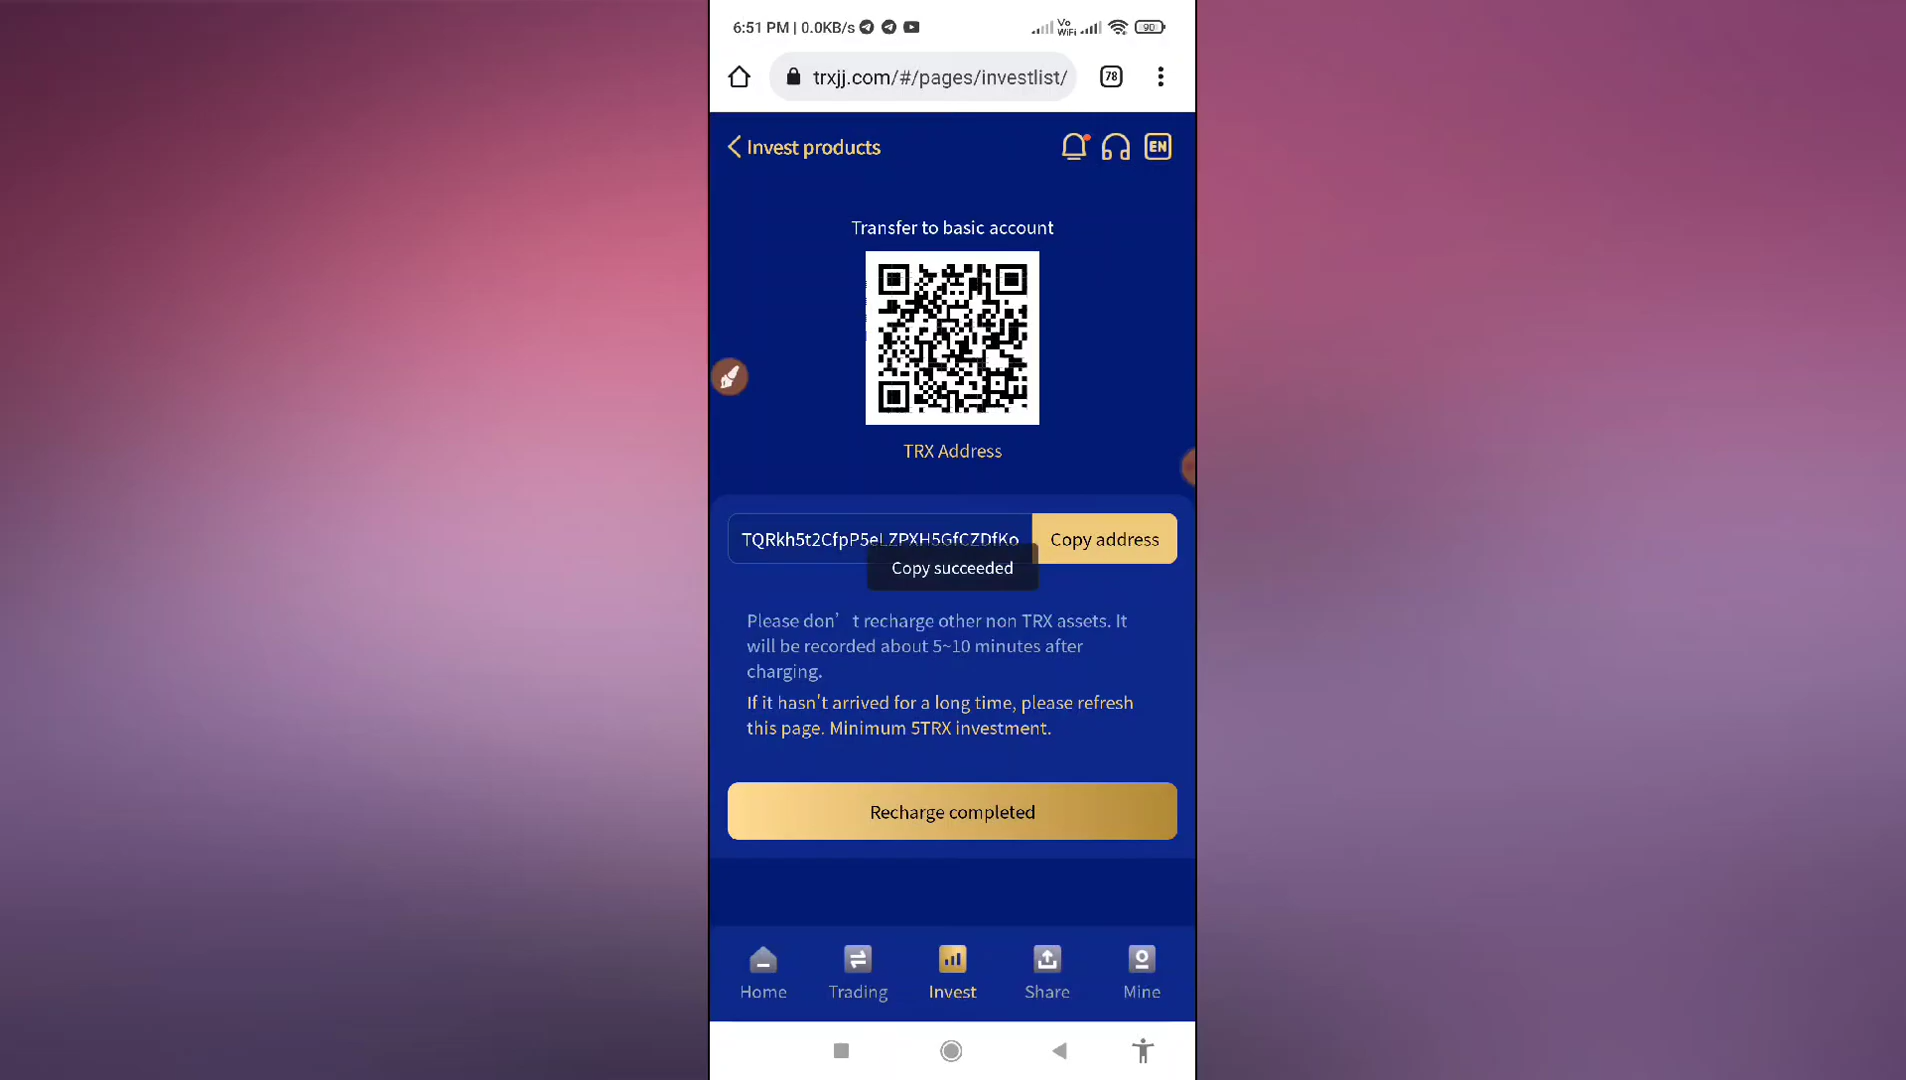 6:51 PM | 0.0KB/s
Vo
WiFi
90
trxjj.com/#/pages/investlist/
78
Invest products
EN
Transfer to basic account
TRX Address
TQRkh5t2CfpP5eLZPXH5GfCZDfKo
Copy address
Copy succeeded
Please don’t recharge other non TRX assets. It
will be recorded about 5~10 minutes after
charging.
If it hasn't arrived for a long time, please refresh
this page. Minimum 5TRX investment.
Recharge completed
Home
Trading
Invest
Share
Mine